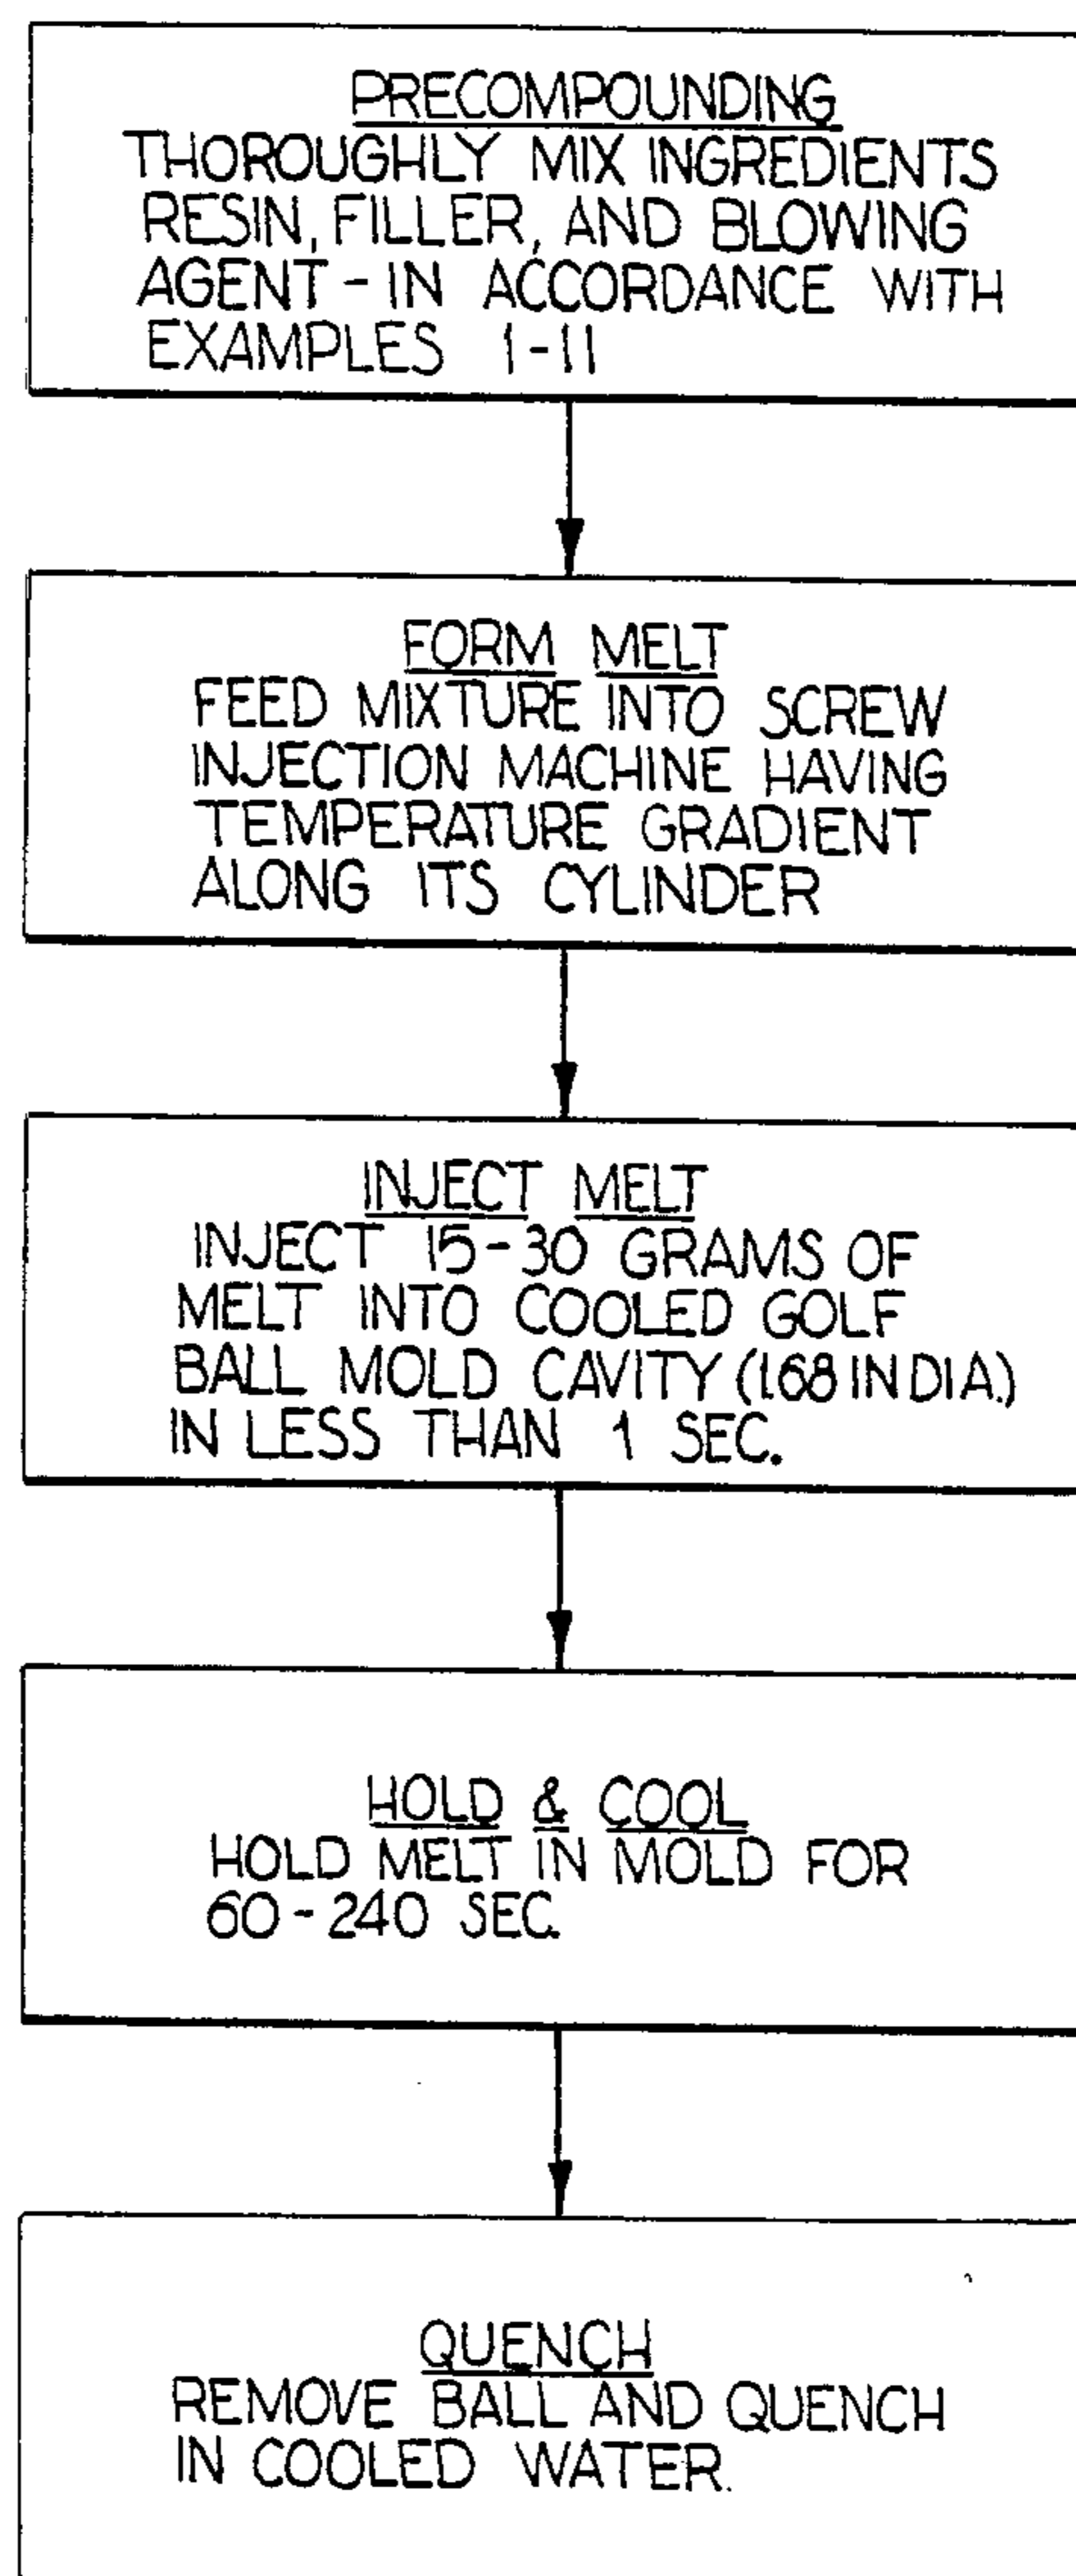 PRECOMPOUNDING
THOROUGHLY MIX INGREDIENTS
RESIN, FILLER, AND BLOWING
AGENT - IN ACCORDANCE WITH
EXAMPLES 1-11
FORM MELT
FEED MIXTURE INTO SCREW
INJECTION MACHINE HAVING
TEMPERATURE GRADIENT
ALONG ITS CYLINDER
INJECT MELT
INJECT 15-30 GRAMS OF
MELT INTO COOLED GOLF
BALL MOLD CAVITY (1.68 IN DIA.)
IN LESS THAN 1 SEC.
HOLD & COOL
HOLD MELT IN MOLD FOR
60-240 SEC.
QUENCH
REMOVE BALL AND QUENCH
IN COOLED WATER.